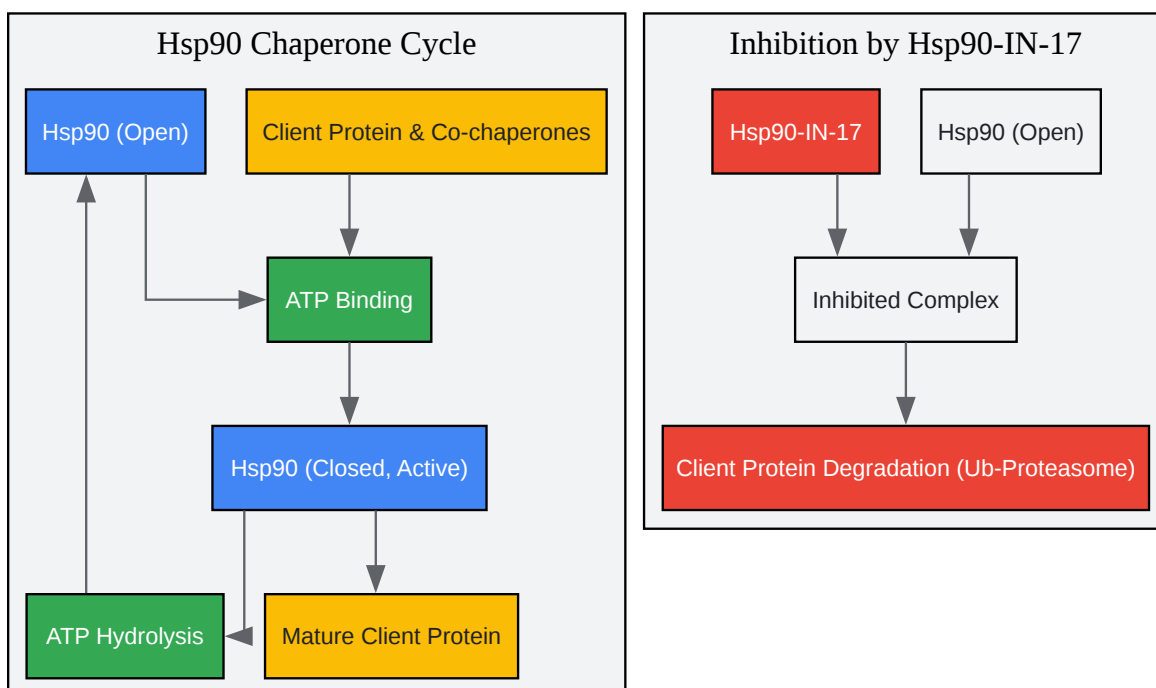 Hsp90 Chaperone Cycle
Hsp90 (Open)
Client Protein & Co-chaperones
ATP Binding
Hsp90 (Closed, Active)
ATP Hydrolysis
Mature Client Protein
Inhibition by Hsp90-IN-17
Hsp90-IN-17
Hsp90 (Open)
Inhibited Complex
Client Protein Degradation (Ub-Proteasome)